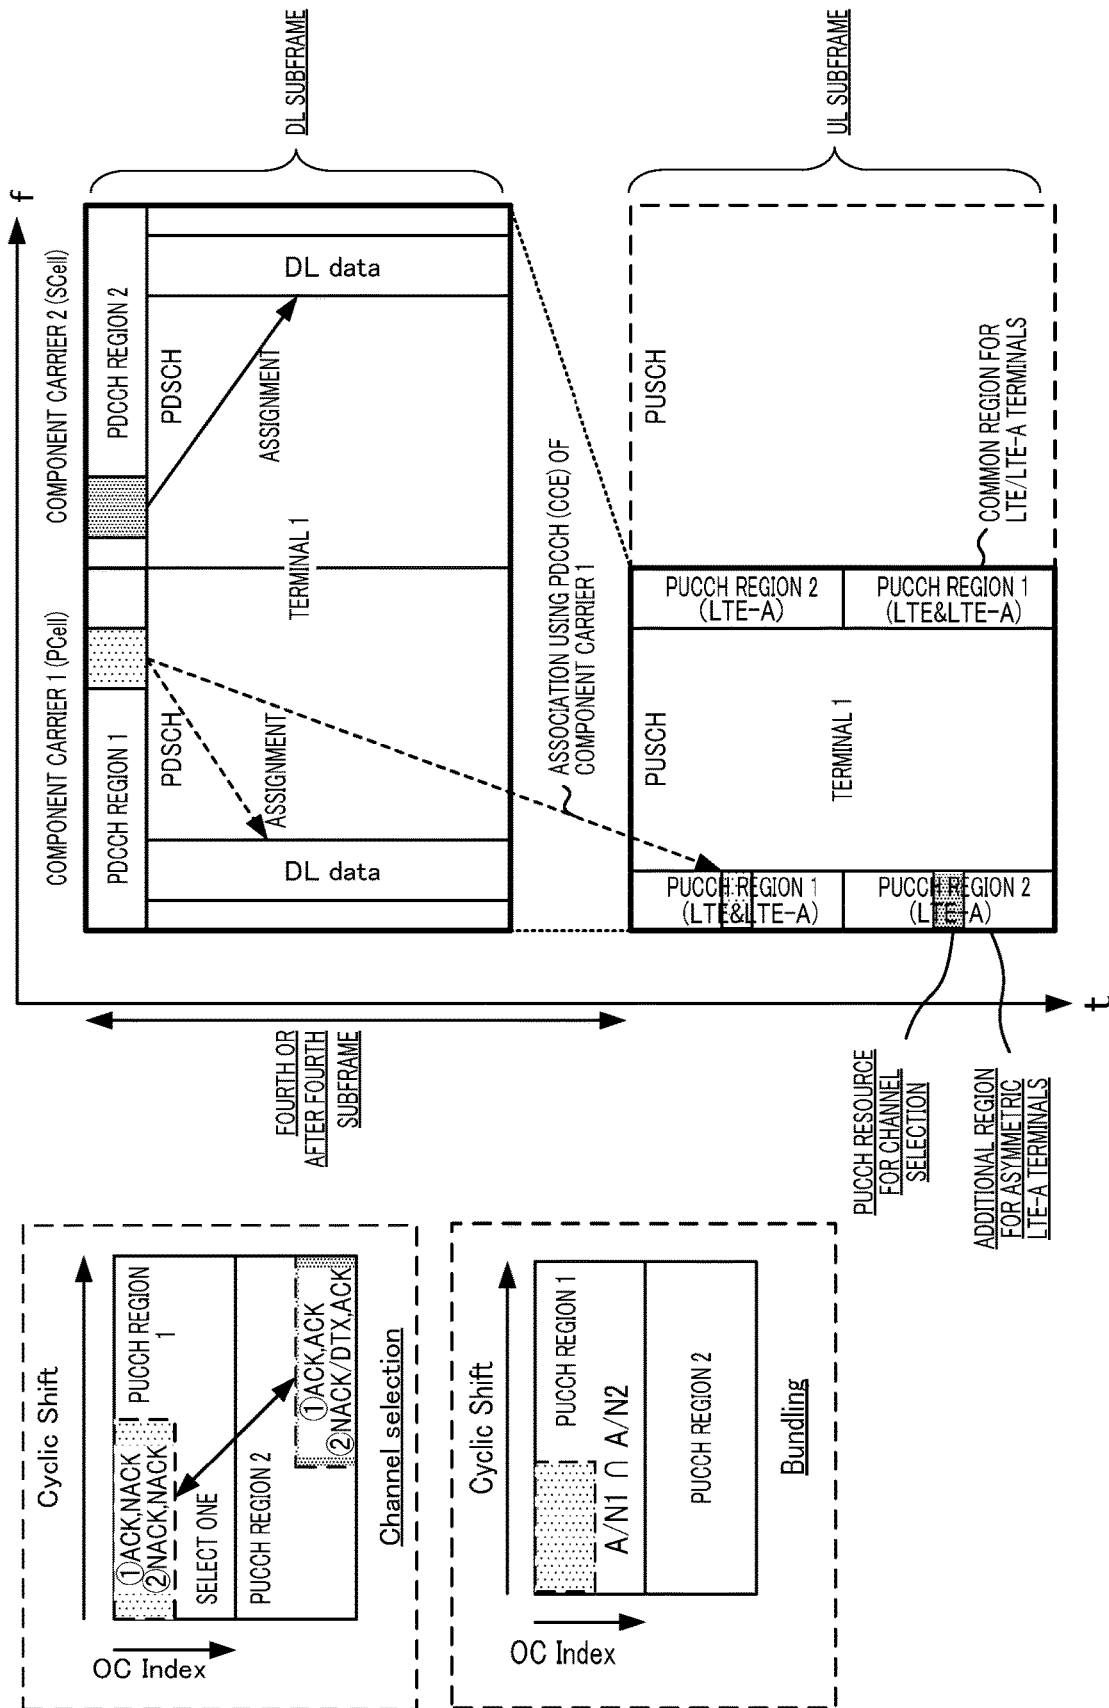 f
COMPONENT CARRIER 1 (PCell)
COMPONENT CARRIER 2 (SCell)
PDCCH REGION 1
PDCCH REGION 2
PDSCH
PDSCH
ASSIGNMENT
ASSIGNMENT
TERMINAL 1
DL data
DL data
DL SUBFRAME
FOURTH OR
AFTER FOURTH
SUBFRAME
ASSOCIATION USING PDCCH (CCE) OF
COMPONENT CARRIER 1
PUCCH REGION 1
(LTE&LTE-A)
PUSCH
PUCCH REGION 2
(LTE-A)
PUSCH
TERMINAL 1
PUCCH REGION 2
(LTE-A)
PUCCH REGION 1
(LTE&LTE-A)
COMMON REGION FOR
LTE/LTE-A TERMINALS
UL SUBFRAME
t
PUCCH RESOURCE
FOR CHANNEL
SELECTION
ADDITIONAL REGION
FOR ASYMMETRIC
LTE-A TERMINALS
Cyclic Shift
OC Index
①ACK,NACK
②NACK,NACK
PUCCH REGION
1
SELECT ONE
PUCCH REGION 2
①ACK,ACK
②NACK/DTX,ACK
Channel selection
Cyclic Shift
OC Index
PUCCH REGION 1
A/N1 ∩ A/N2
PUCCH REGION 2
Bundling